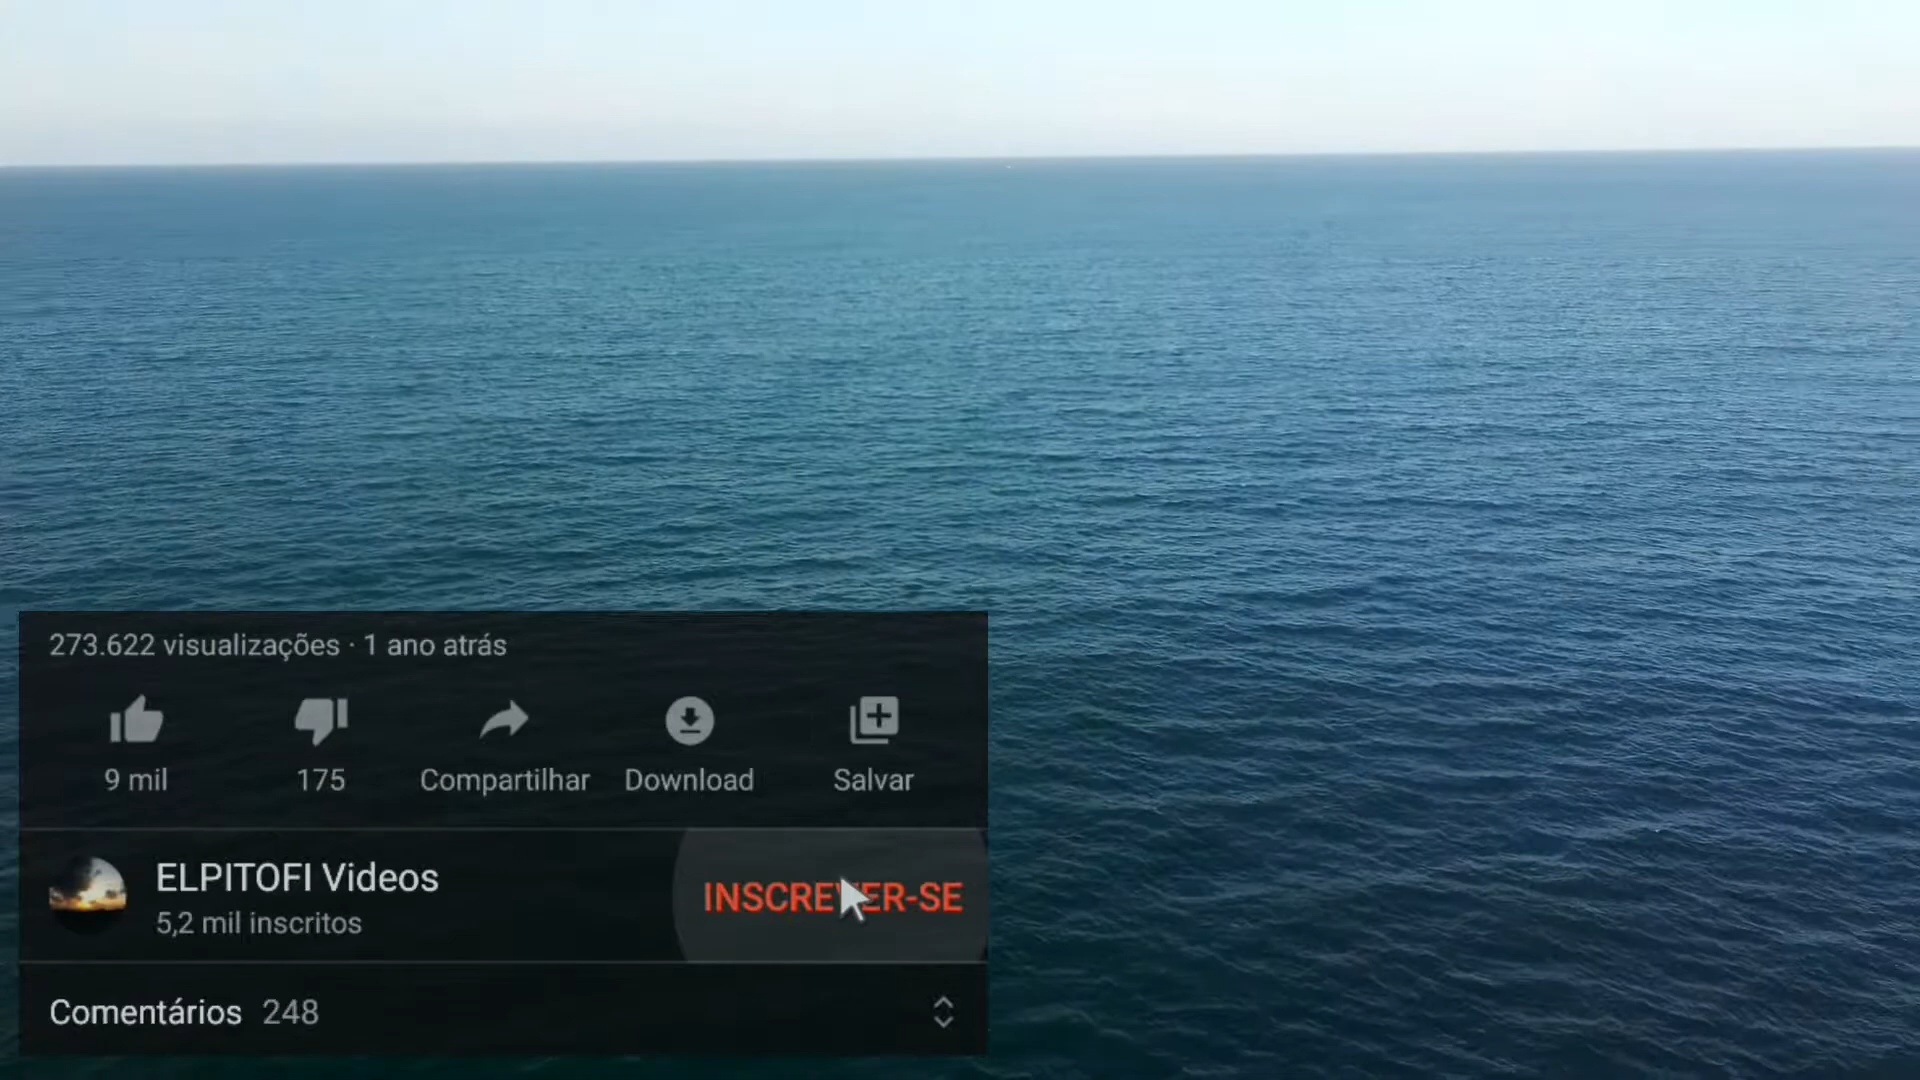 273.622 visualizações · 1 ano atrás
9 mil 175 Compartilhar Download Salvar
ELPITOFI Videos
INSCREVER-SE
5,2 mil inscritos
Comentários 248